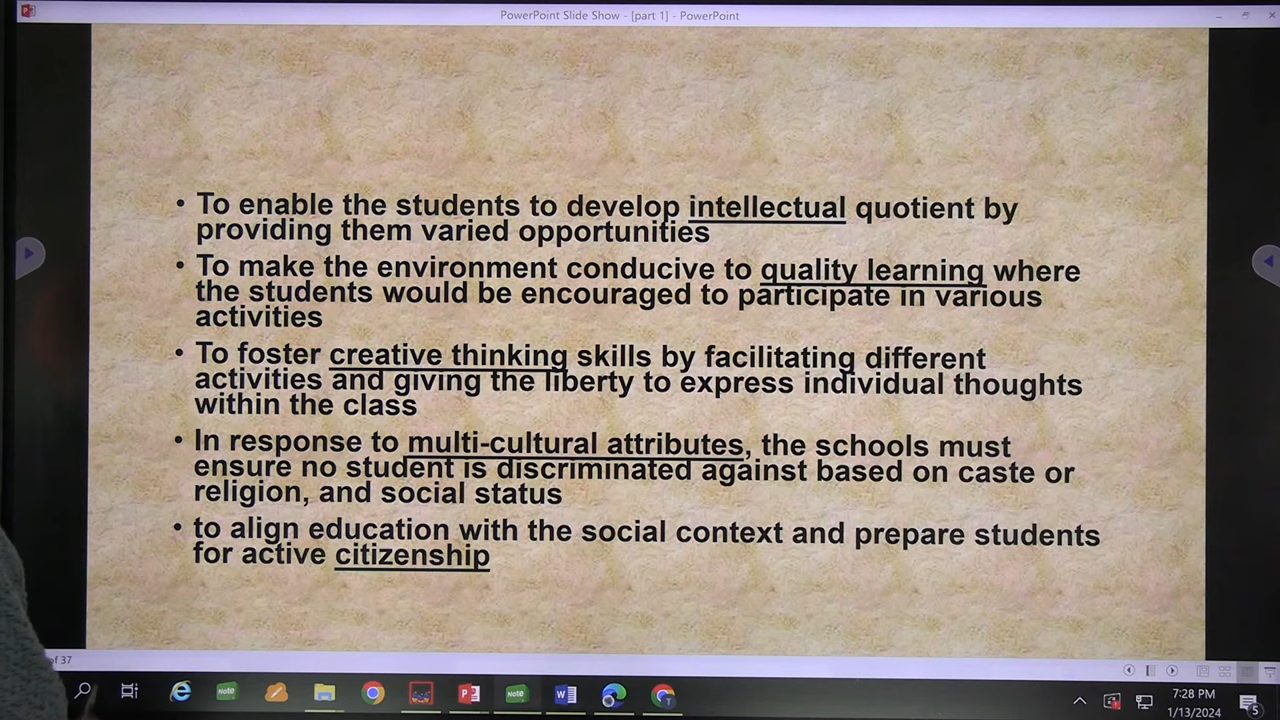 PowerPoint Slide Show - [part 1] - PowerPoint
• To enable the students to develop intellectual quotient by
providing them varied opportunities
• To make the environment conducive to quality learning where
the students would be encouraged to participate in various
activities
• To foster creative thinking skills by facilitating different
activities and giving the liberty to express individual thoughts
within the class
• In response to multi-cultural attributes, the schools must
ensure no student is discriminated against based on caste or
religion, and social status
• to align education with the social context and prepare students
for active citizenship
of 37
Note
Note
7:28 PM
1/13/2024
5